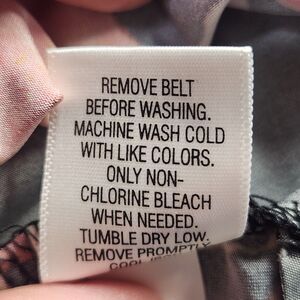 REMOVE BELT
BEFORE WASHING.
MACHINE WASH COLD
WITH LIKE COLORS.
ONLY NON-
CHLORINE BLEACH
WHEN NEEDED.
TUMBLE DRY LOW.
REMOVE PROMPTLY.
COOL